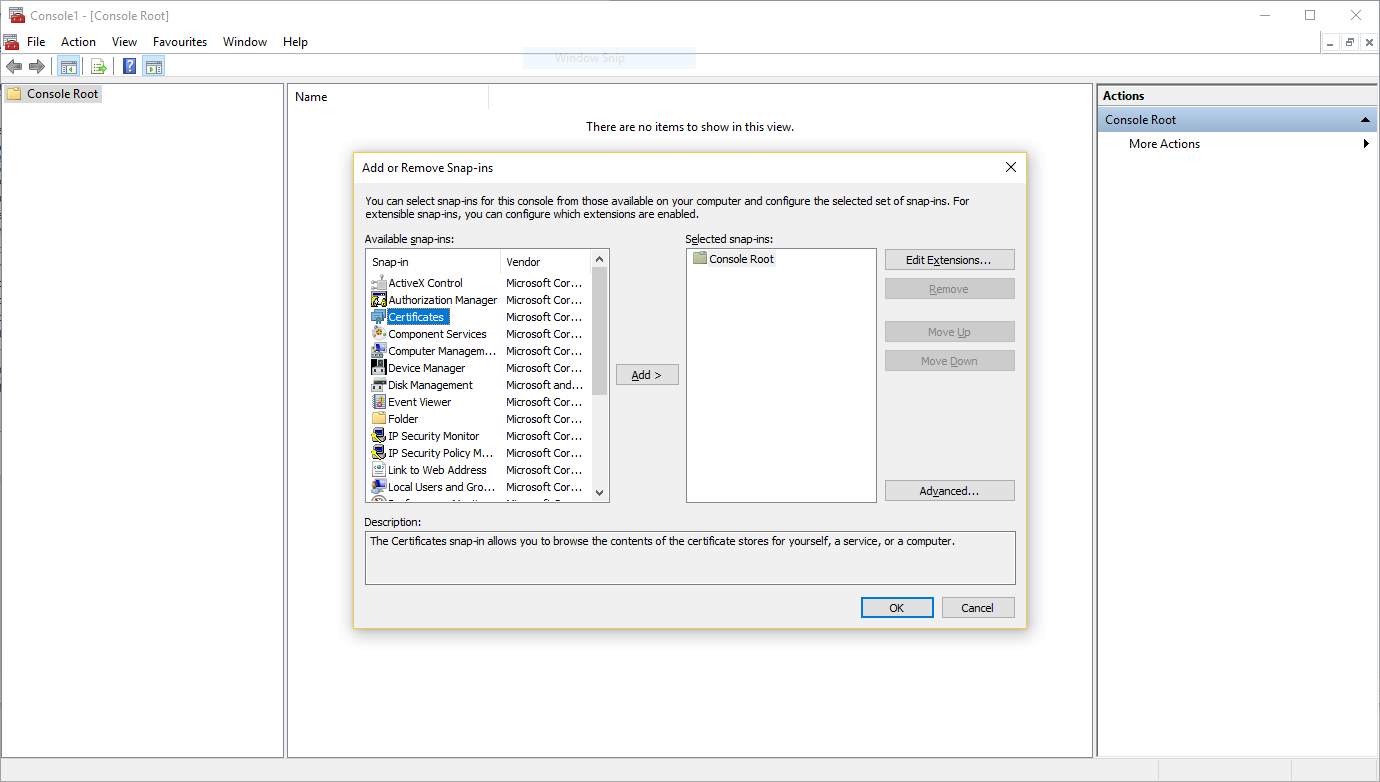 Console1 - [Console Root]
File Action View Favourites Window Help
Window Snip
Console Root
Name
There are no items to show in this view.
Actions
Console Root
More Actions
Add or Remove Snap-ins
You can select snap-ins for this console from those available on your computer and configure the selected set of snap-ins. For
extensible snap-ins, you can configure which extensions are enabled.
Available snap-ins:
Snap-in Vendor
ActiveX Control Microsoft Cor...
Authorization Manager Microsoft Cor...
Certificates Microsoft Cor...
Component Services Microsoft Cor...
Computer Managem... Microsoft Cor...
Device Manager Microsoft Cor...
Disk Management Microsoft and...
Event Viewer Microsoft Cor...
Folder Microsoft Cor...
IP Security Monitor Microsoft Cor...
IP Security Policy M... Microsoft Cor...
Link to Web Address Microsoft Cor...
Local Users and Gro... Microsoft Cor...
Add >
Selected snap-ins:
Console Root
Edit Extensions...
Remove
Move Up
Move Down
Advanced...
Description:
The Certificates snap-in allows you to browse the contents of the certificate stores for yourself, a service, or a computer.
OK Cancel